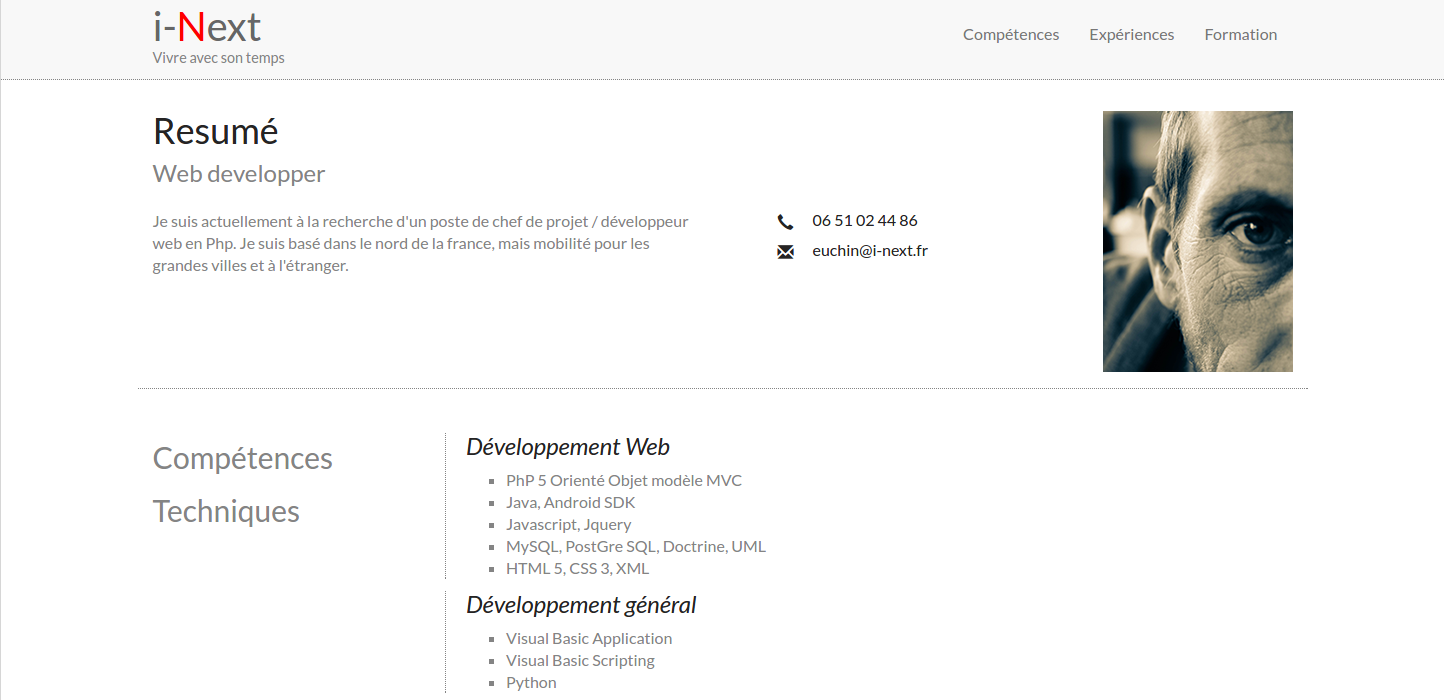 i-Next
Vivre avec son temps
Compétences Expériences Formation
Resumé
Web developper
Je suis actuellement à la recherche d'un poste de chef de projet / développeur
web en Php. Je suis basé dans le nord de la france, mais mobilité pour les
grandes villes et à l'étranger.
06 51 02 44 86
euchin@i-next.fr
Compétences
Techniques
Développement Web
PhP 5 Orienté Objet modèle MVC
Java, Android SDK
Javascript, Jquery
MySQL, PostGre SQL, Doctrine, UML
HTML 5, CSS 3, XML
Développement général
Visual Basic Application
Visual Basic Scripting
Python